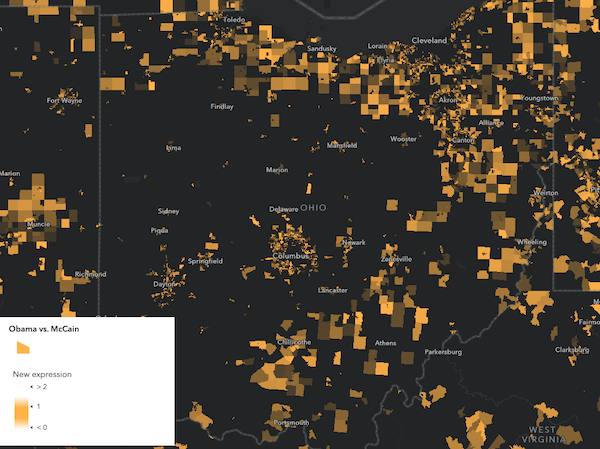 Toledo
Cleveland
Sandusky
Lorain
Elyria
Fort Wayne
Findlay
Akron
Youngstown
Alliance
Lima
Mansfield
Wooster
Canton
Marion
Marion
Weirton
Sidney
Delaware
OHIO
Muncie
Piqua
Newark
Wheeling
Springfield
Columbus
Zanesville
Richmond
Dayton
Lancaster
Chillicothe
Athens
Parkersburg
Clarksburg
Fairmo
Portsmouth
WEST
VIRGINIA
Obama vs. McCain
New expression
> 2
1
< 0